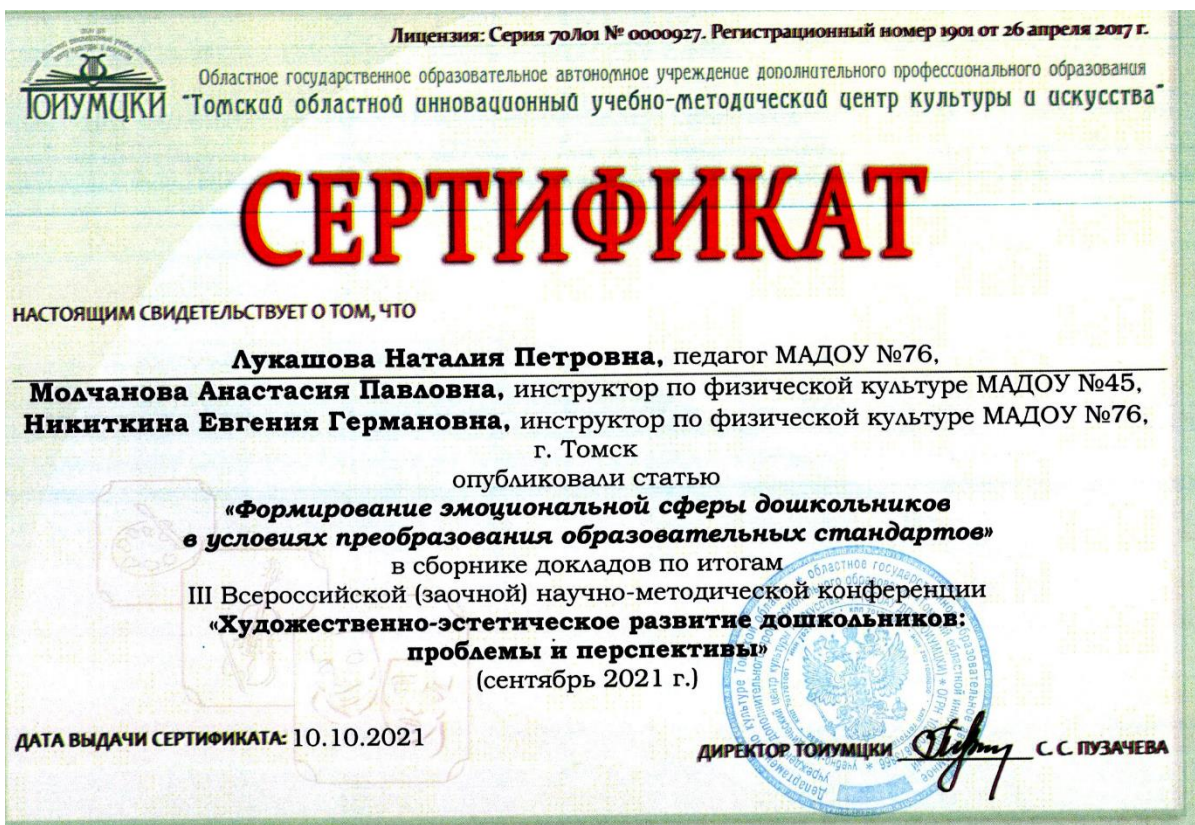 Лицензия: Серия 70Л01 № 0000927. Регистрационный номер 1901 от 26 апреля 2017 г.
Областное государственное образовательное автономное учреждение дополнительного профессионального образования
ТОИУМЦКИ "Томский областной инновационный учебно-методический центр культуры и искусства"
СЕРТИФИКАТ
НАСТОЯЩИМ СВИДЕТЕЛЬСТВУЕТ О ТОМ, ЧТО
Лукашова Наталия Петровна, педагог МАДОУ №76,
Молчанова Анастасия Павловна, инструктор по физической культуре МАДОУ №45,
Никиткина Евгения Германовна, инструктор по физической культуре МАДОУ №76,
г. Томск
опубликовали статью
«Формирование эмоциональной сферы дошкольников
в условиях преобразования образовательных стандартов»
в сборнике докладов по итогам
III Всероссийской (заочной) научно-методической конференции
«Художественно-эстетическое развитие дошкольников:
проблемы и перспективы»
(сентябрь 2021 г.)
ДАТА ВЫДАЧИ СЕРТИФИКАТА: 10.10.2021
ДИРЕКТОР ТОИУМЦКИ С. С. ПУЗАЧЕВА